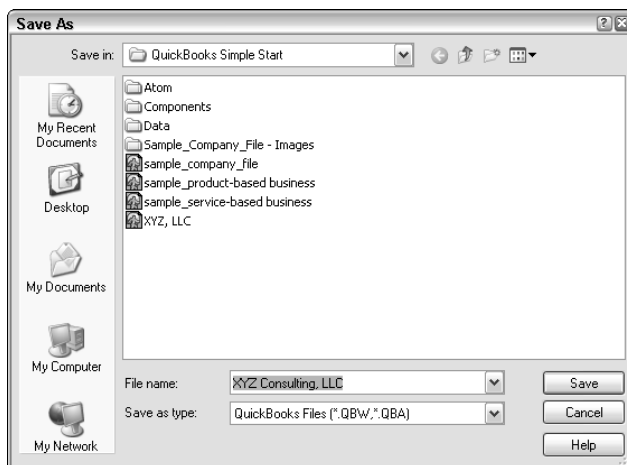 Save As
Save in:
QuickBooks Simple Start
My Recent
Documents
Desktop
My Documents
My Computer
My Network
Atom
Components
Data
Sample_Company_File - Images
sample_company_file
sample_product-based business
sample_service-based business
XYZ, LLC
File name:
XYZ Consulting, LLC
Save
Save as type:
QuickBooks Files (*.QBW,*.QBA)
Cancel
Help